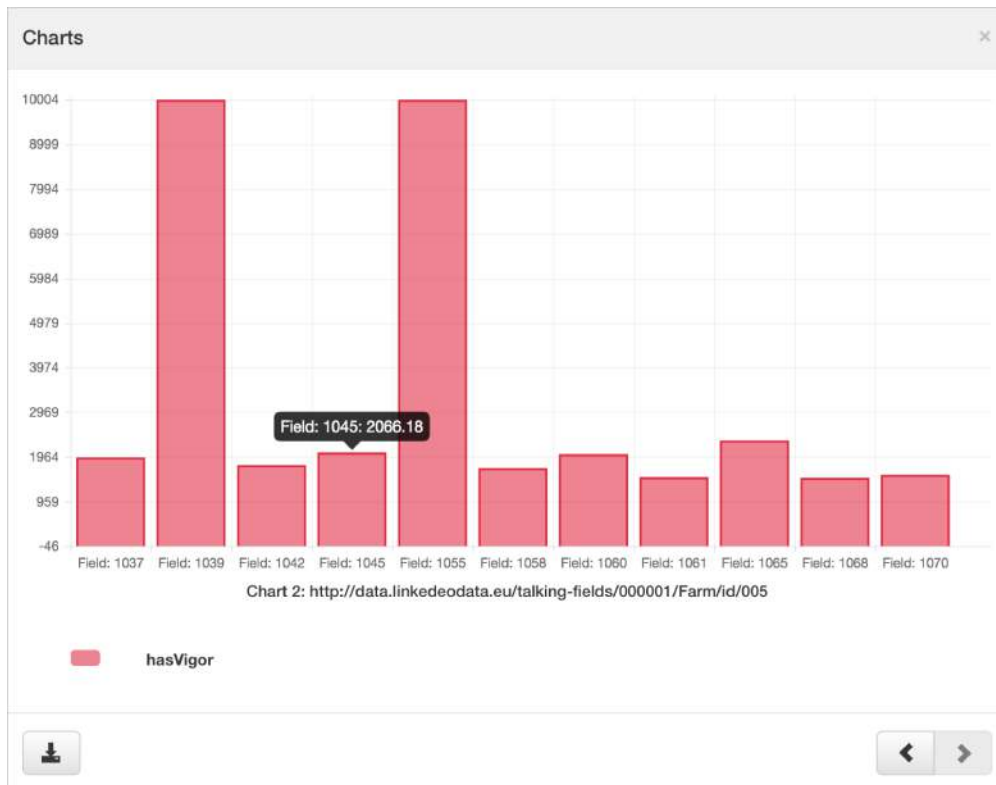 Charts ×
10004
8999
7994
6989
5984
4979
3974
2969
1964
959
-46
Field: 1045: 2066.18
Field: 1037 Field: 1039 Field: 1042 Field: 1045 Field: 1055 Field: 1058 Field: 1060 Field: 1061 Field: 1065 Field: 1068 Field: 1070
Chart 2: http://data.linkedeodata.eu/talking-fields/000001/Farm/id/005
hasVigor